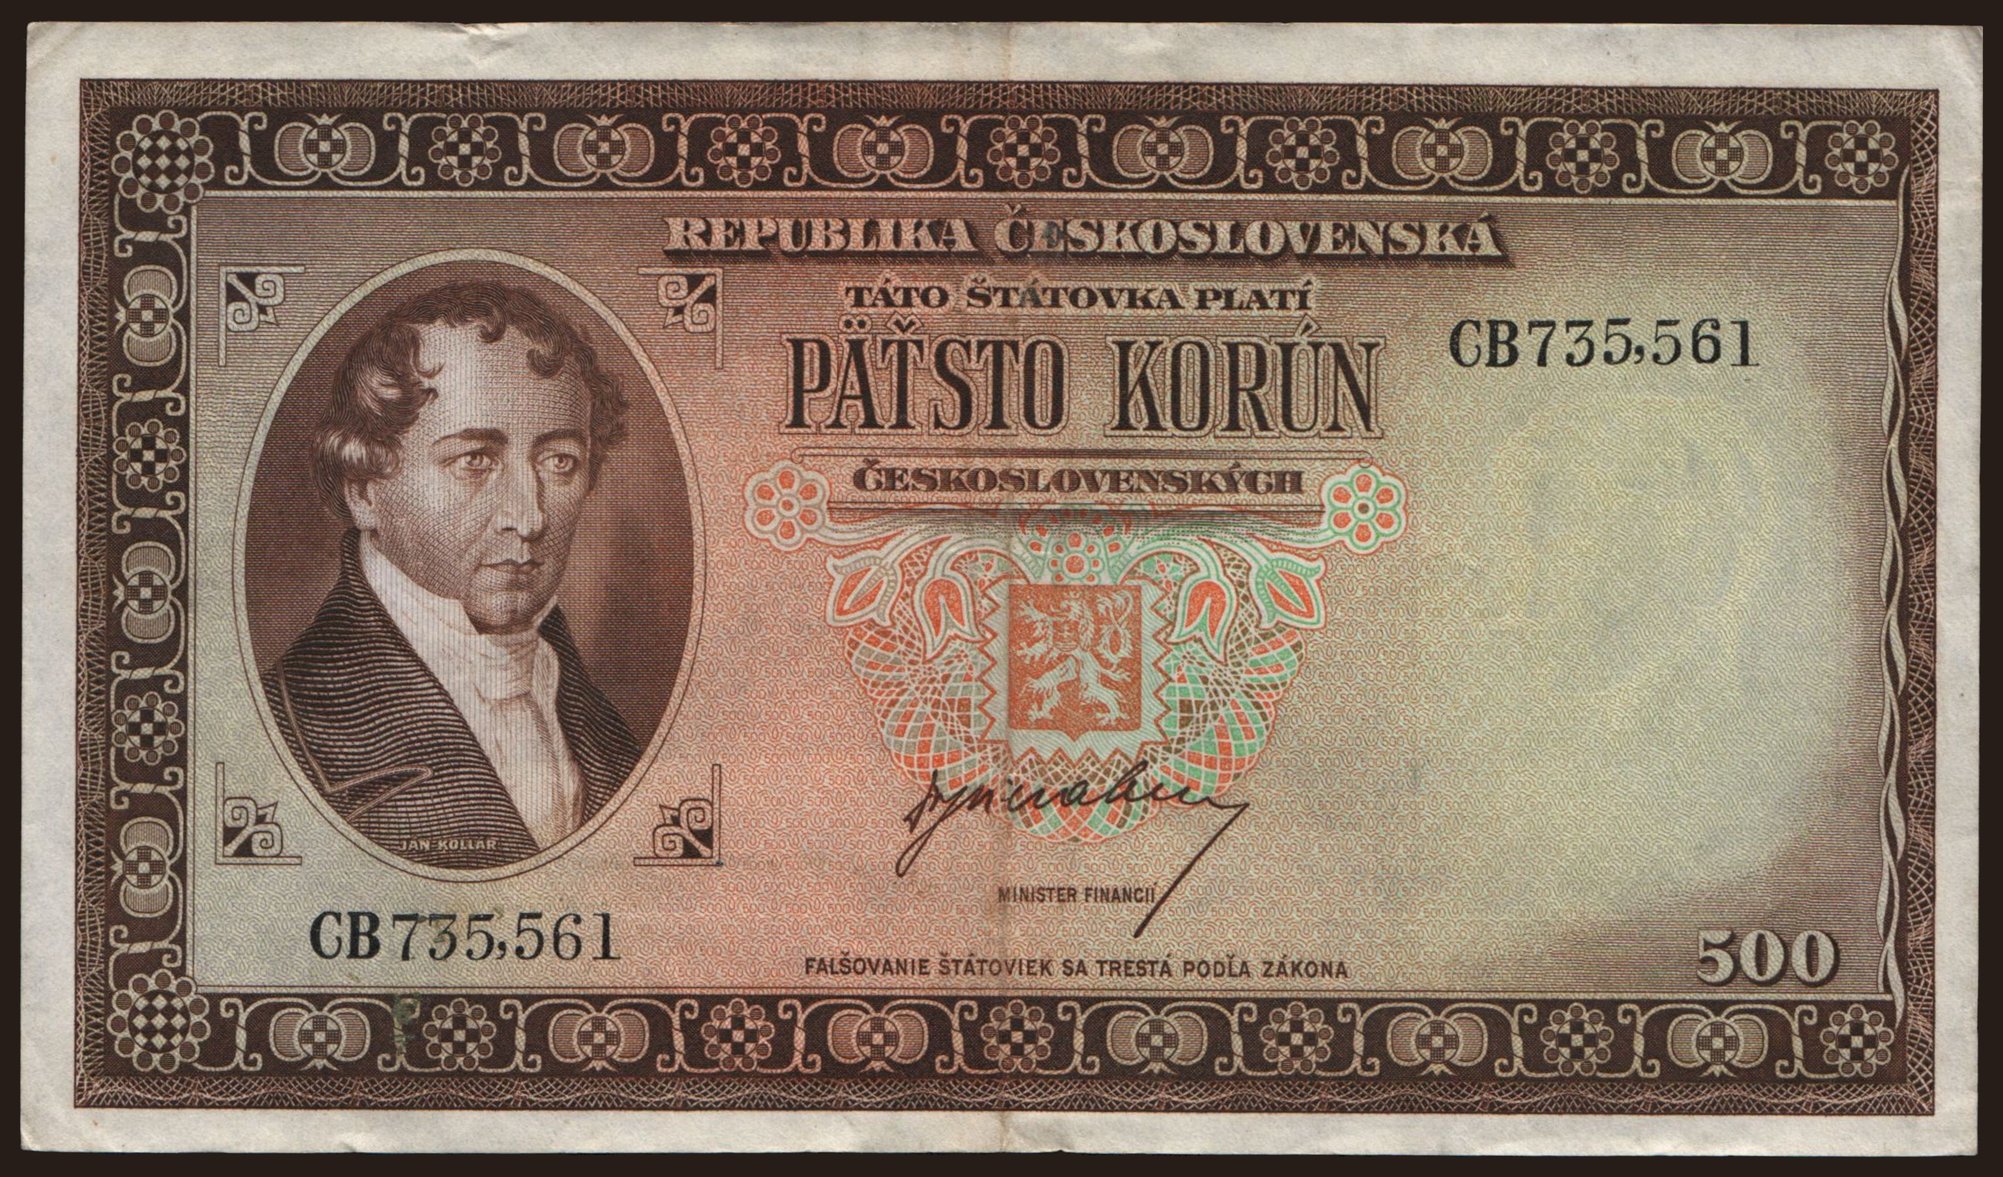 REPUBLIKA ČESKOSLOVENSKÁ
TÁTO ŠTÁTOVKA PLATÍ
PÄŤSTO KORÚN
ČESKOSLOVENSKÝCH
CB735,561
JÁN KOLLÁR
MINISTER FINANCIÍ
CB735,561
FALŠOVANIE ŠTÁTOVIEK SA TRESTÁ PODĽA ZÁKONA
500